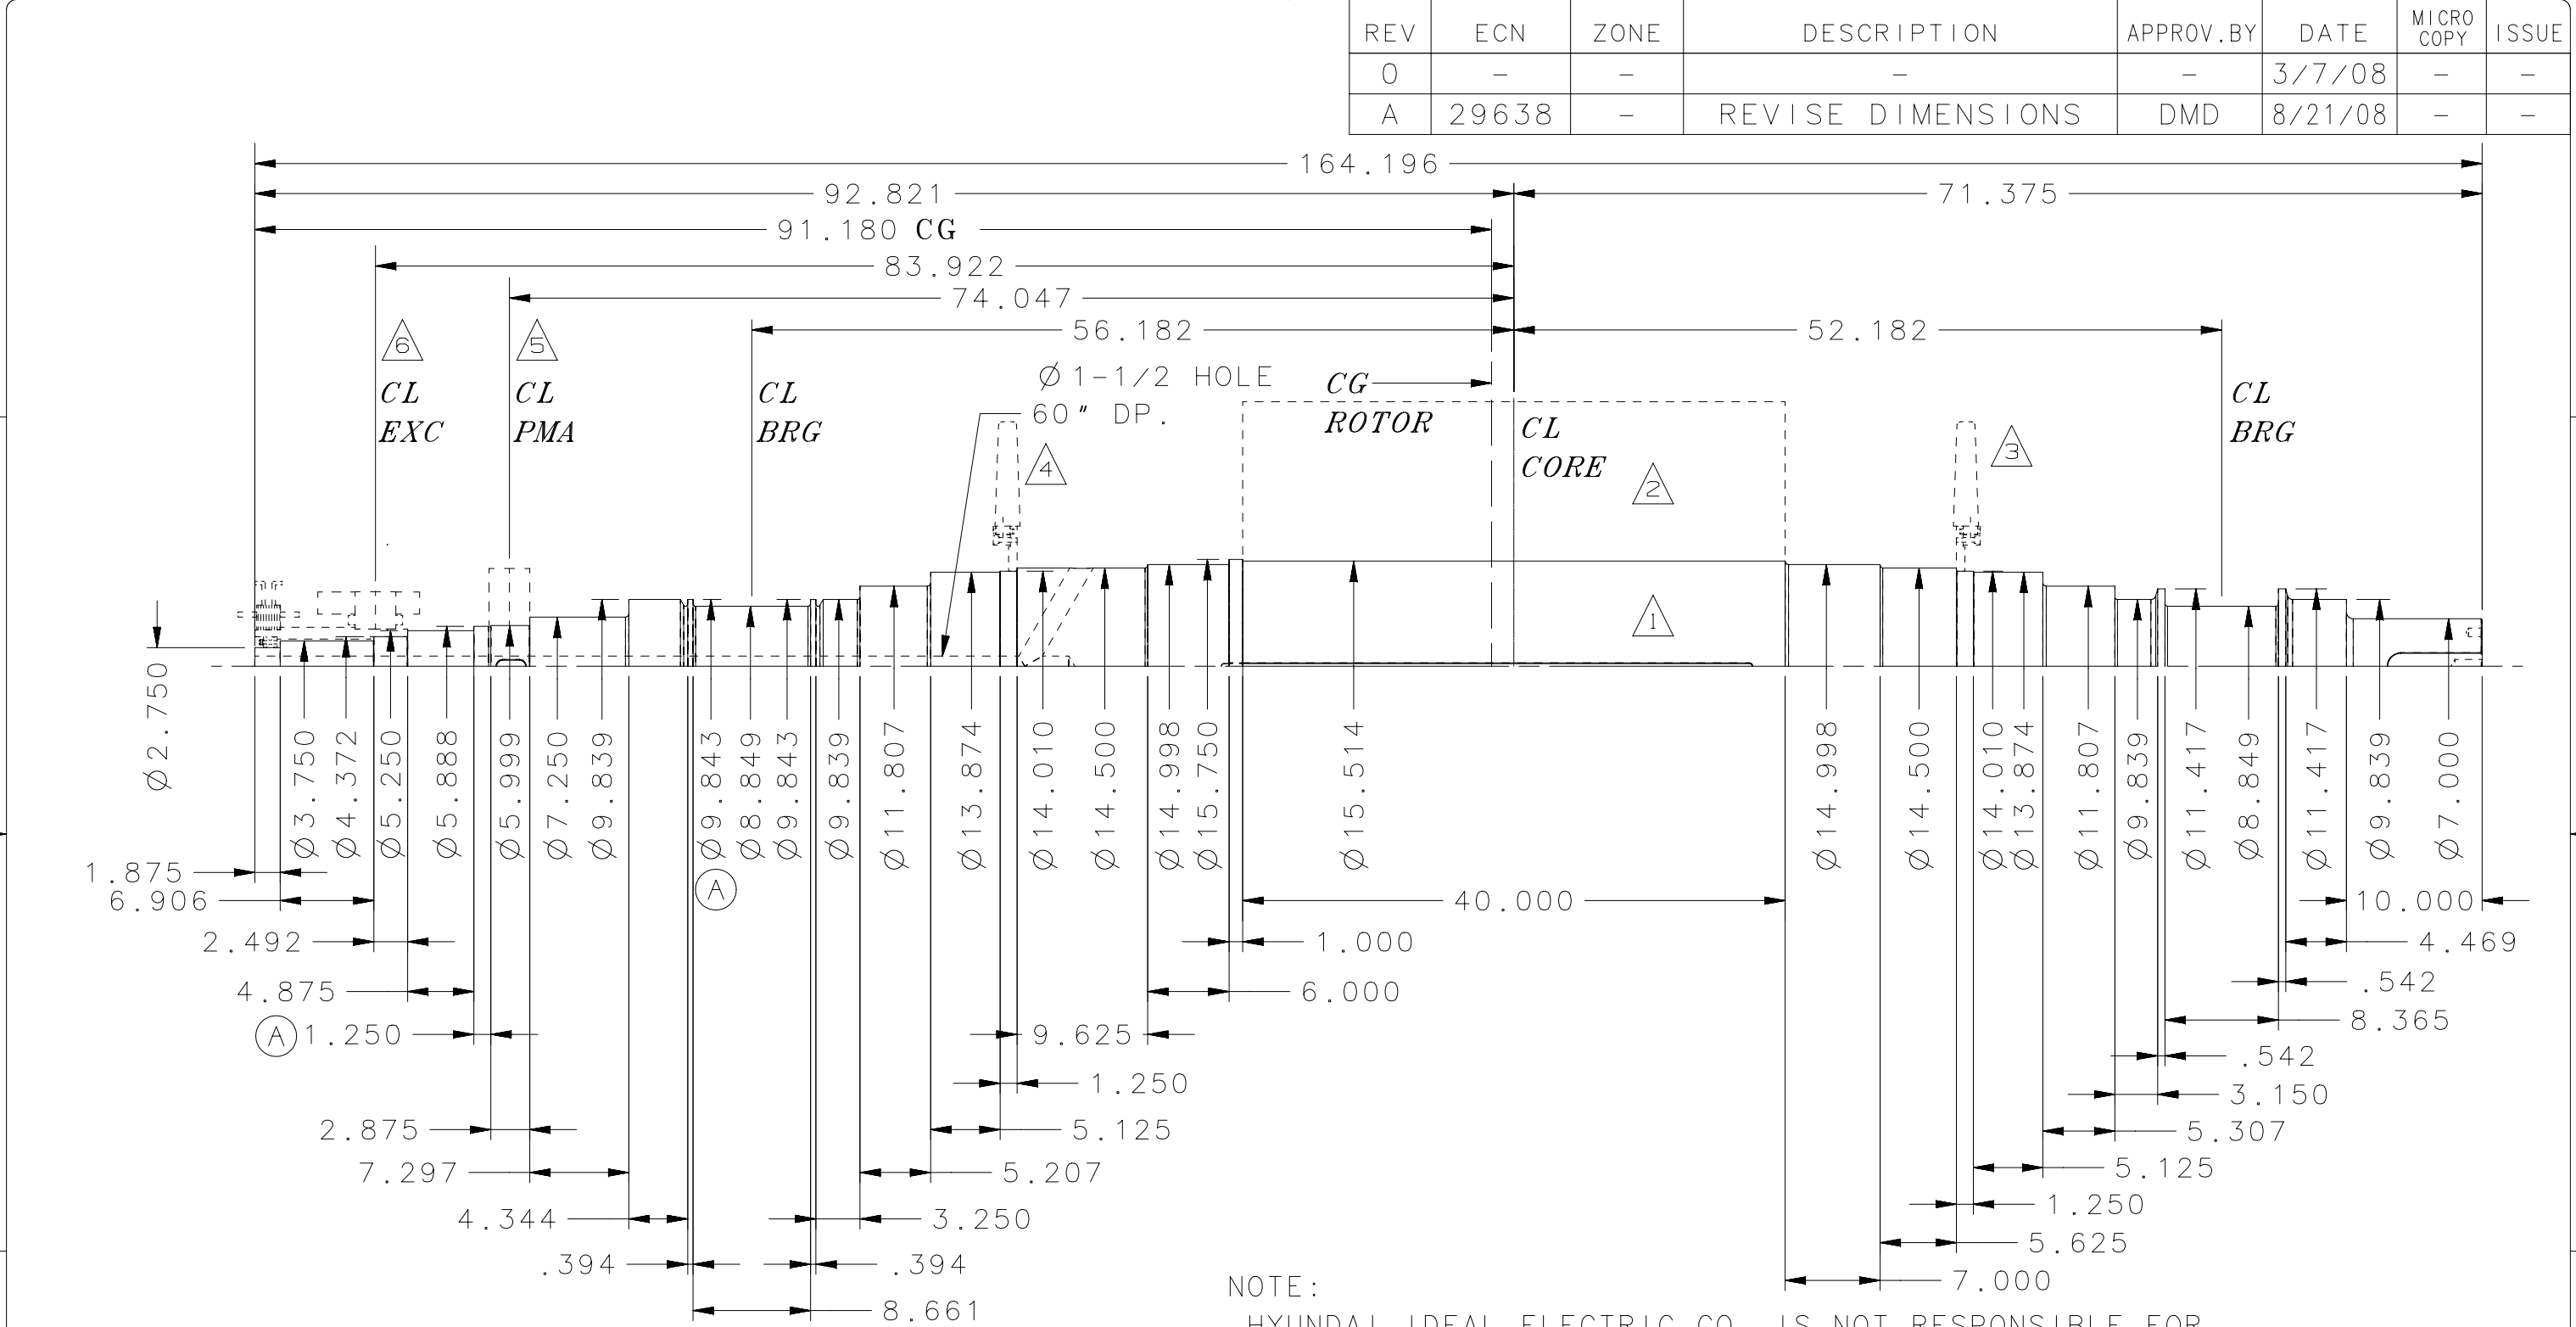 REV ECN ZONE DESCRIPTION APPROV.BY DATE MICRO COPY ISSUE
0 - - - - 3/7/08 - -
A 29638 - REVISE DIMENSIONS DMD 8/21/08 - -
164.196
92.821
71.375
91.180 CG
83.922
74.047
56.182
52.182
6
5
CL
EXC
CL
PMA
CL
BRG
Ø1-1/2 HOLE
60" DP.
4
CG
ROTOR
CL
CORE
2
3
CL
BRG
1
Ø2.750
Ø3.750
Ø4.372
Ø5.250
Ø5.888
Ø5.999
Ø7.250
Ø9.839
Ø9.843
A
Ø8.849
Ø9.843
Ø9.839
Ø11.807
Ø13.874
Ø14.010
Ø14.500
Ø14.998
Ø15.750
Ø15.514
Ø14.998
Ø14.500
Ø14.010
Ø13.874
Ø11.807
Ø9.839
Ø11.417
Ø8.849
Ø11.417
Ø9.839
Ø7.000
1.875
6.906
40.000
10.000
2.492
1.000
4.469
4.875
6.000
.542
8.365
A 1.250
9.625
.542
1.250
3.150
2.875
5.125
5.307
7.297
5.207
5.125
1.250
4.344
3.250
5.625
.394
.394
7.000
8.661
NOTE:
HYUNDAI IDEAL ELECTRIC CO. IS NOT RESPONSIBLE FOR